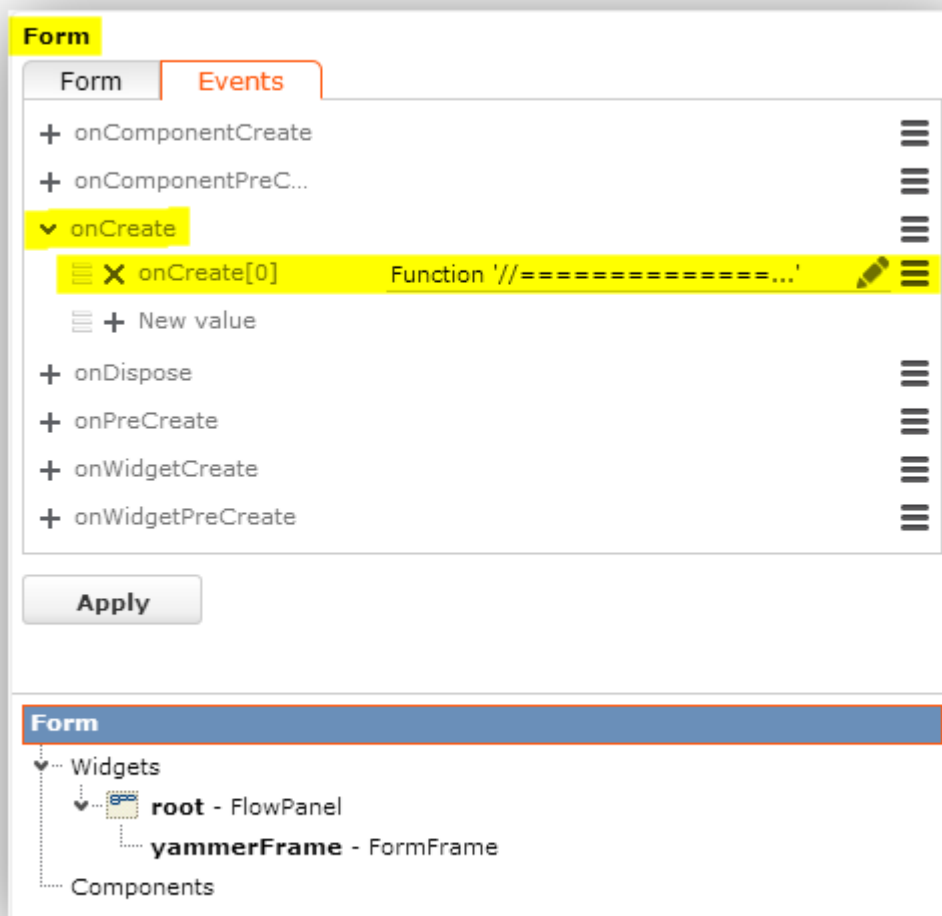 Form
Form Events
onComponentCreate
onComponentPreC...
onCreate
onCreate[0] Function '//==============...'
New value
onDispose
onPreCreate
onWidgetCreate
onWidgetPreCreate
Apply
Form
Widgets
root - FlowPanel
yammerFrame - FormFrame
Components